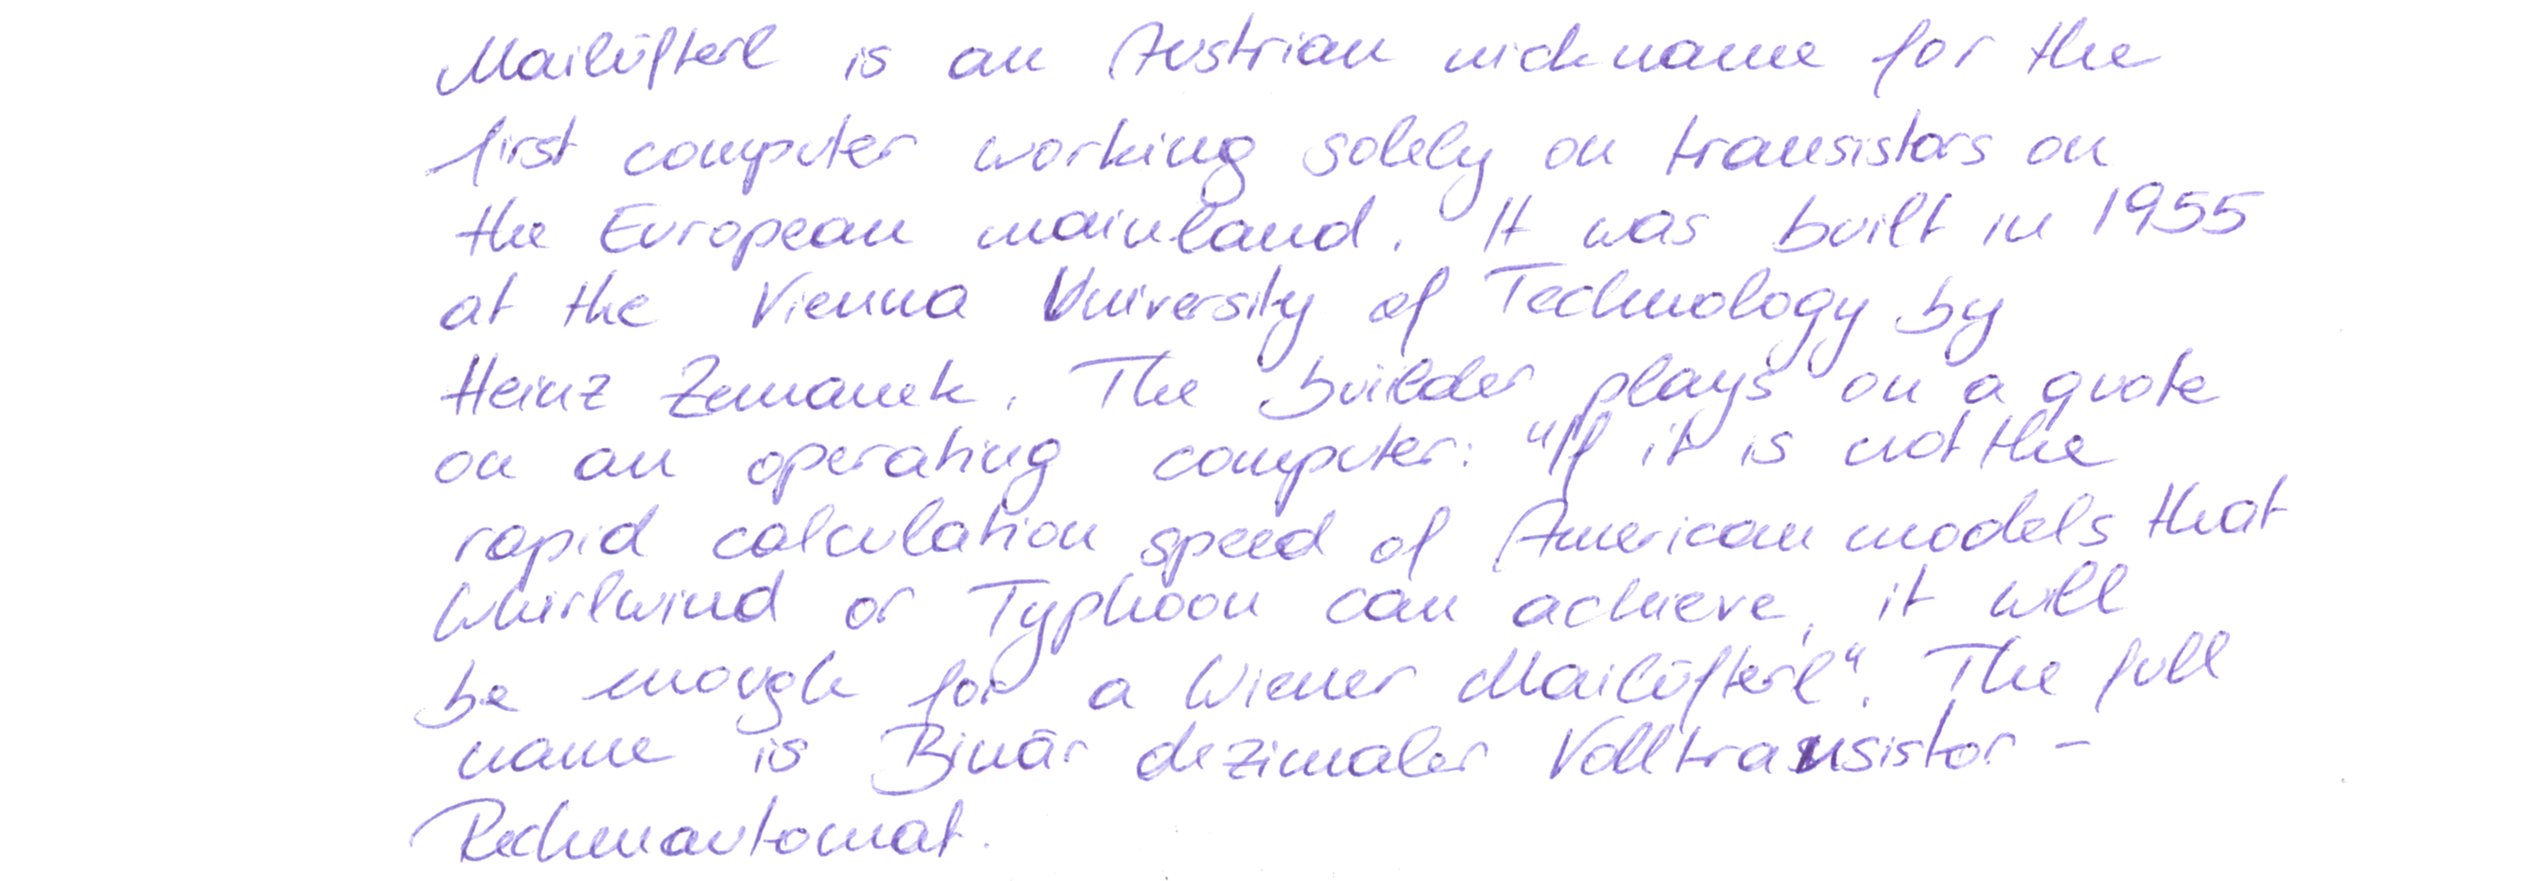 Mailüfterl is an Austrian nickname for the
first computer working solely on transistors on
the European mainland. It was built in 1955
at the Vienna University of Technology by
Heinz Zemanek. The builder plays on a quote
on an operating computer: "If it is not the
rapid calculation speed of American models that
Whirlwind or Typhoon can achieve, it will
be enough for a Wiener Mailüfterl". The full
name is Binär dezimaler Volltransistor -
Rechenautomat.